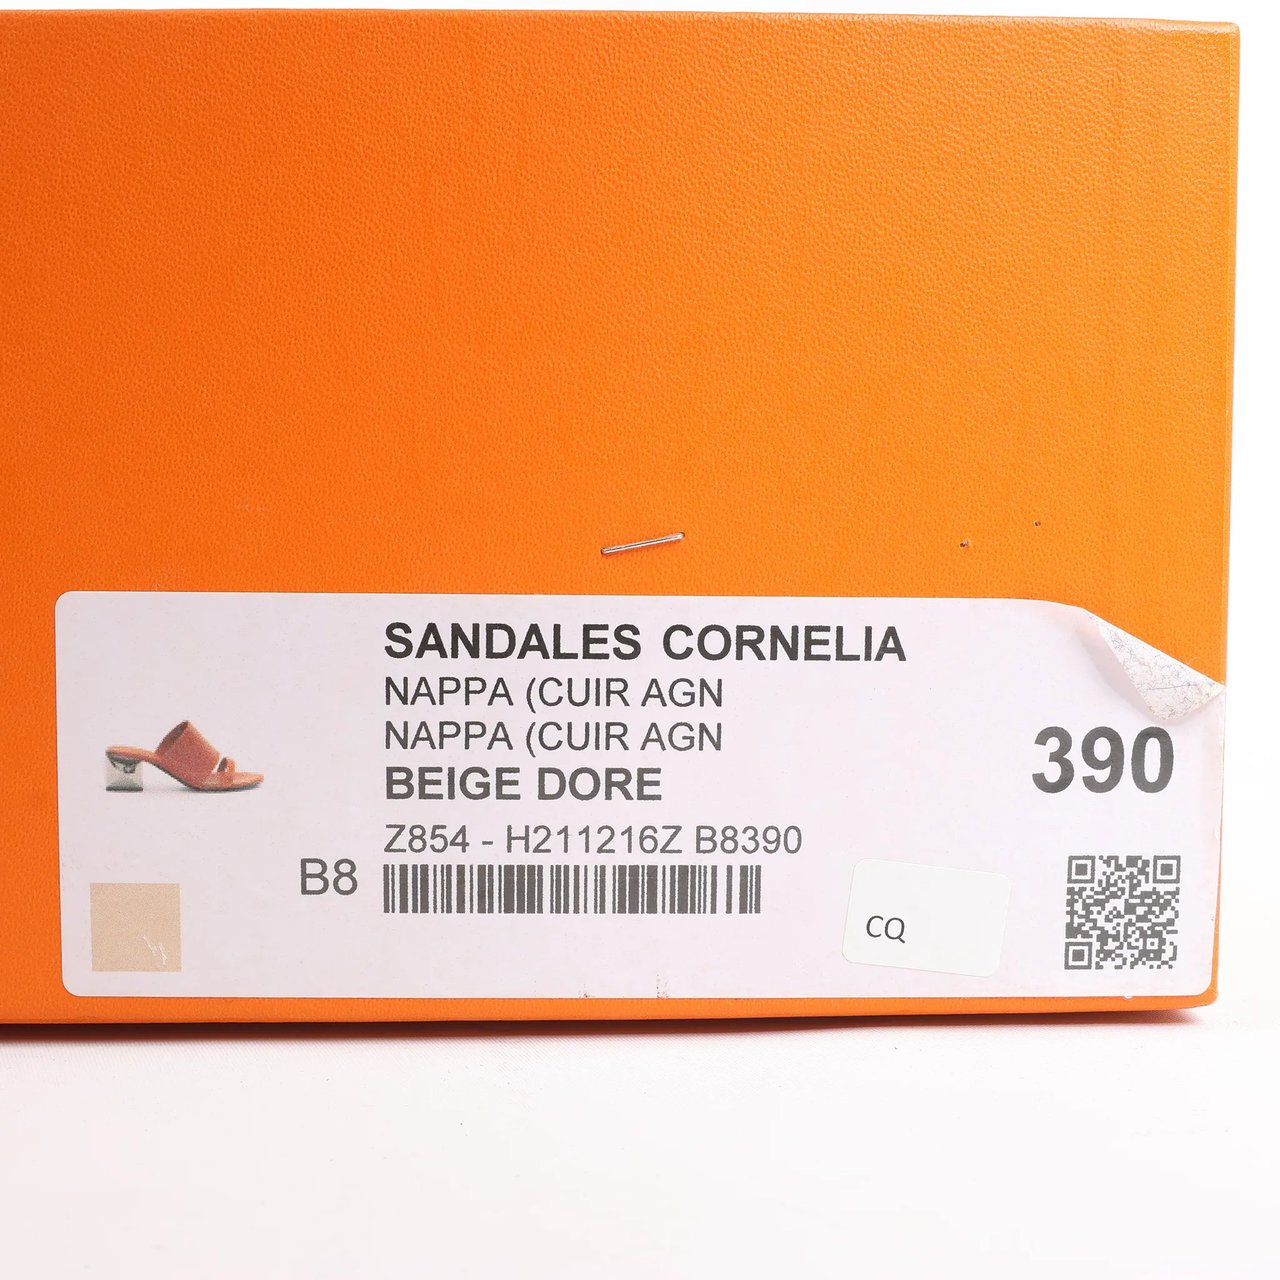 SANDALES CORNELIA
NAPPA (CUIR AGN
NAPPA (CUIR AGN
BEIGE DORE
390
Z854 - H211216Z B8390
B8
CQ